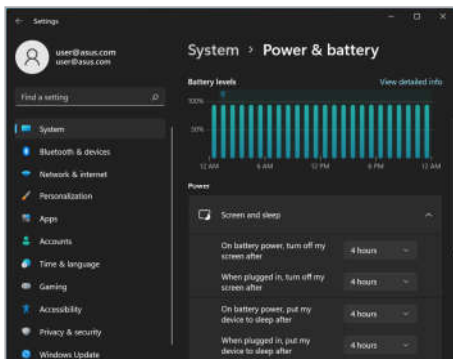 Settings
user@asus.com
user@asus.com
Find a setting
System
Bluetooth & devices
Network & internet
Personalization
Apps
Accounts
Time & language
Gaming
Accessibility
Privacy & security
Windows Update
System > Power & battery
Battery levels
View detailed info
100%
50%
12 AM 6 AM 12 PM 6 PM 12 AM
Power
Screen and sleep
On battery power, turn off my
screen after
4 hours
When plugged in, turn off my
screen after
4 hours
On battery power, put my
device to sleep after
4 hours
When plugged in, put my
device to sleep after
4 hours